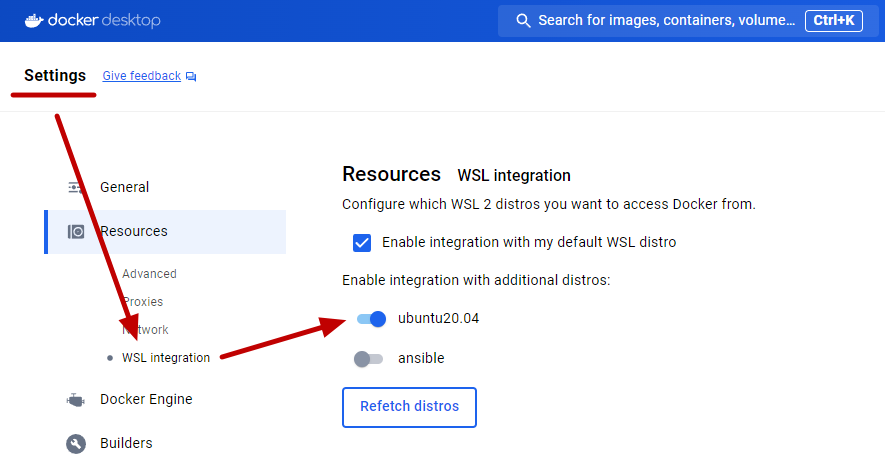 docker desktop
Search for images, containers, volume...
Ctrl+K
Settings
Give feedback
General
Resources
Advanced
Proxies
Network
WSL integration
Docker Engine
Builders
Resources WSL integration
Configure which WSL 2 distros you want to access Docker from.
Enable integration with my default WSL distro
Enable integration with additional distros:
ubuntu20.04
ansible
Refetch distros